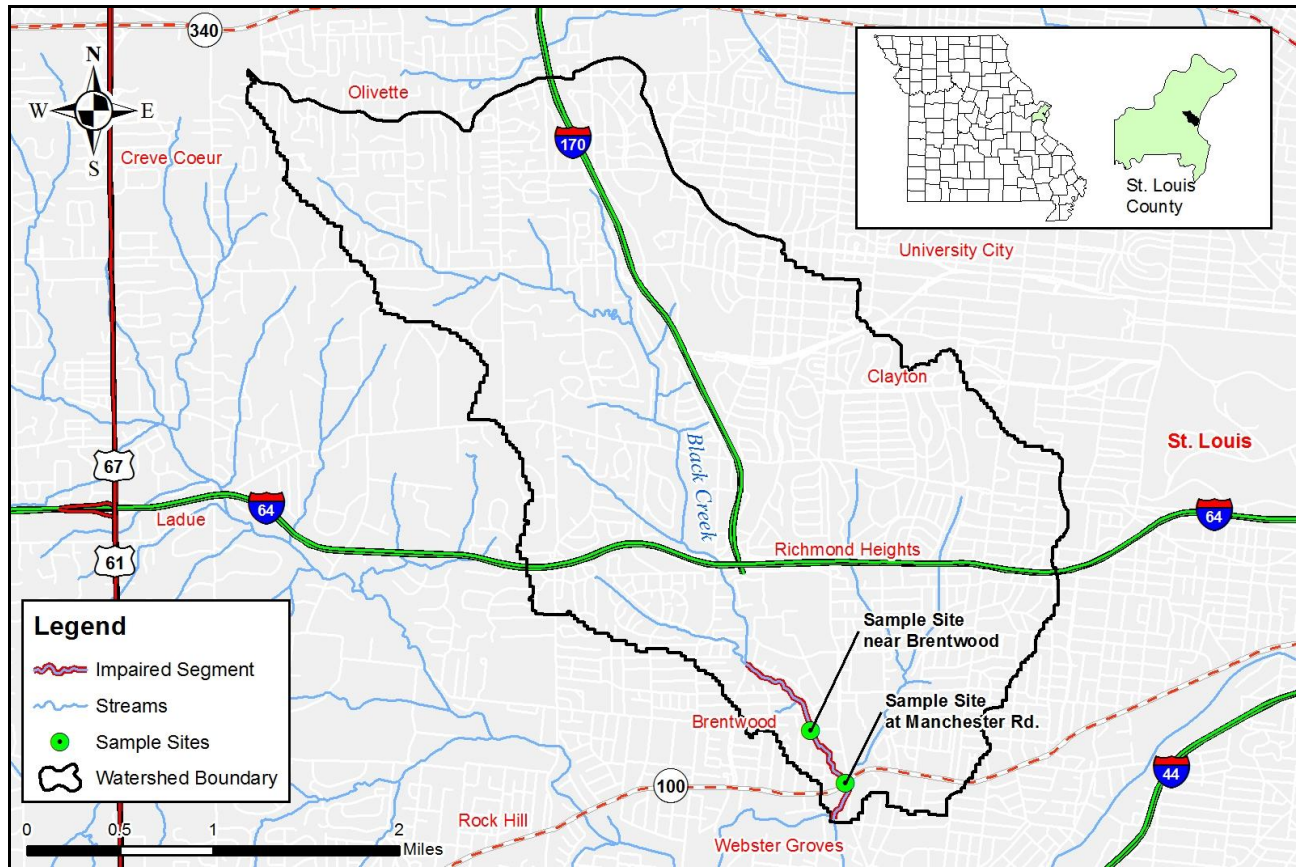 340
N
W
E
S
Olivette
Creve Coeur
170
St. Louis
County
University City
Clayton
Black Creek
St. Louis
67
Ladue
64
64
61
Richmond Heights
Legend
Impaired Segment
Streams
Sample Sites
Watershed Boundary
Sample Site
near Brentwood
Sample Site
at Manchester Rd.
Brentwood
100
44
Rock Hill
Webster Groves
0
0.5
1
2
Miles